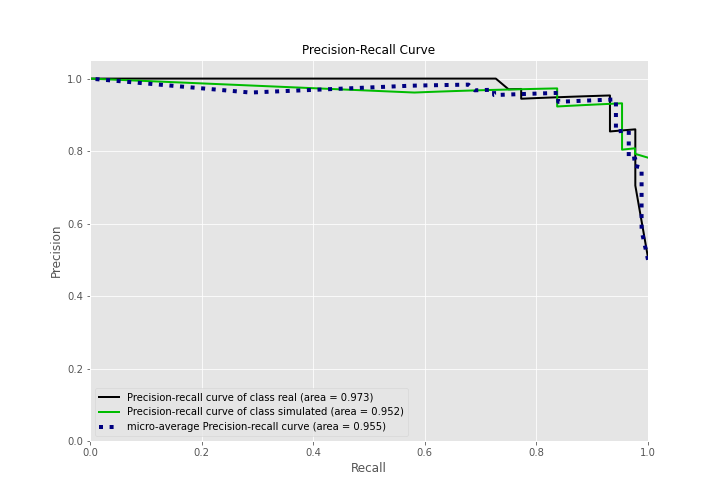 Precision-Recall Curve
1.0
0.8
0.6
0.4
0.2
0.0
Precision
Precision-recall curve of class real (area = 0.973)
Precision-recall curve of class simulated (area = 0.952)
micro-average Precision-recall curve (area = 0.955)
0.0 0.2 0.4 0.6 0.8 1.0
Recall